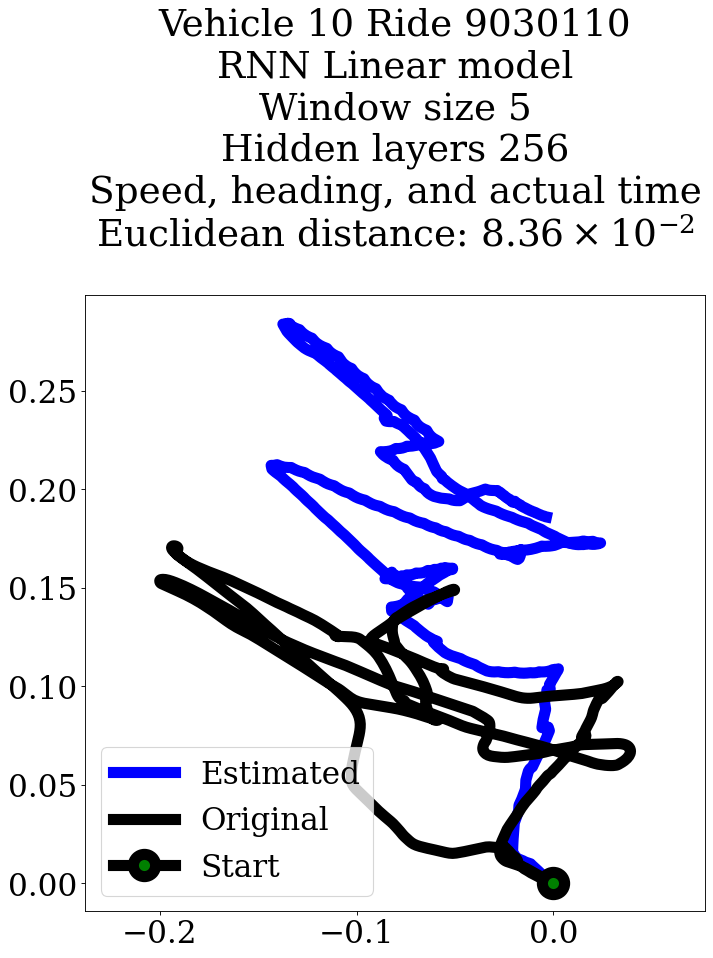 Vehicle 10 Ride 9030110
RNN Linear model
Window size 5
Hidden layers 256
Speed, heading, and actual time
Euclidean distance: 8.36 × 10⁻²
0.25
0.20
0.15
0.10
0.05
0.00
Estimated
Original
Start
−0.2 −0.1 0.0